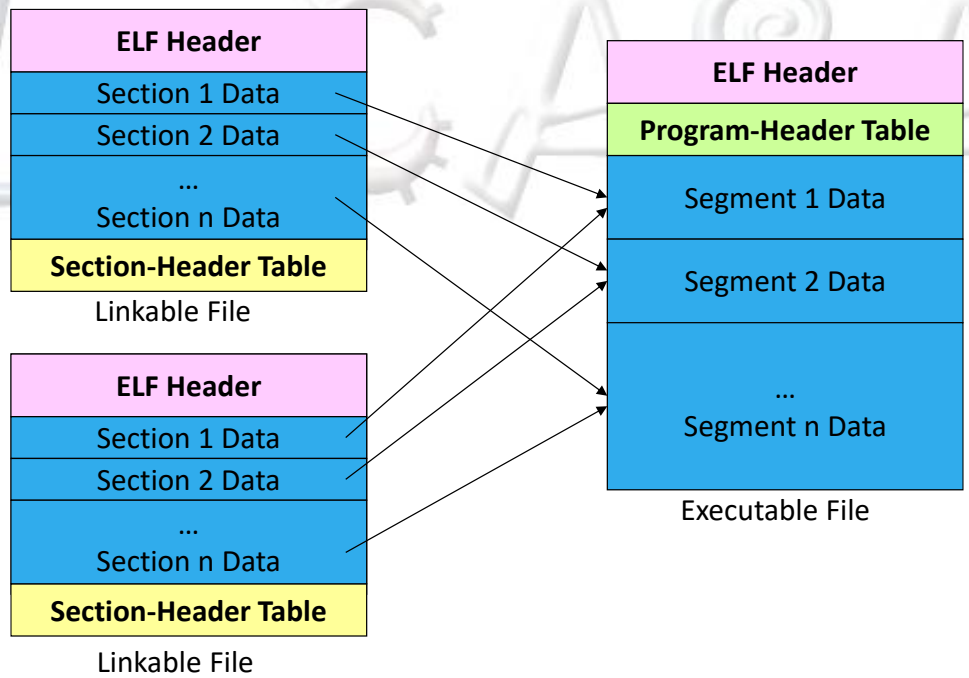 ELF Header
Section 1 Data
Section 2 Data
...
Section n Data
Section-Header Table
Linkable File
ELF Header
Section 1 Data
Section 2 Data
...
Section n Data
Section-Header Table
Linkable File
ELF Header
Program-Header Table
Segment 1 Data
Segment 2 Data
...
Segment n Data
Executable File